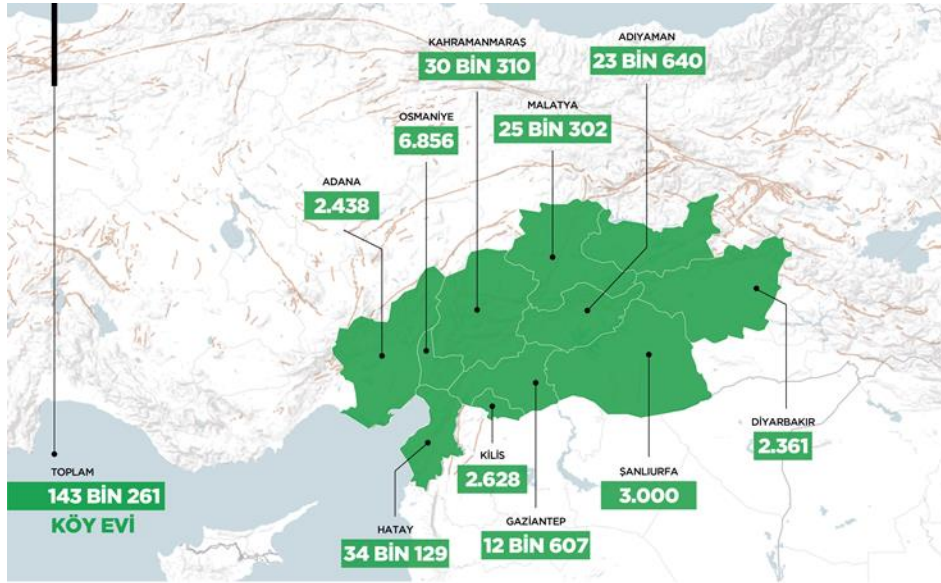 KAHRAMANMARAŞ
30 BİN 310
ADIYAMAN
23 BİN 640
MALATYA
25 BİN 302
OSMANİYE
6.856
ADANA
2.438
DİYARBAKIR
2.361
TOPLAM
143 BİN 261
KÖY EVİ
KİLİS
2.628
ŞANLIURFA
3.000
HATAY
34 BİN 129
GAZİANTEP
12 BİN 607